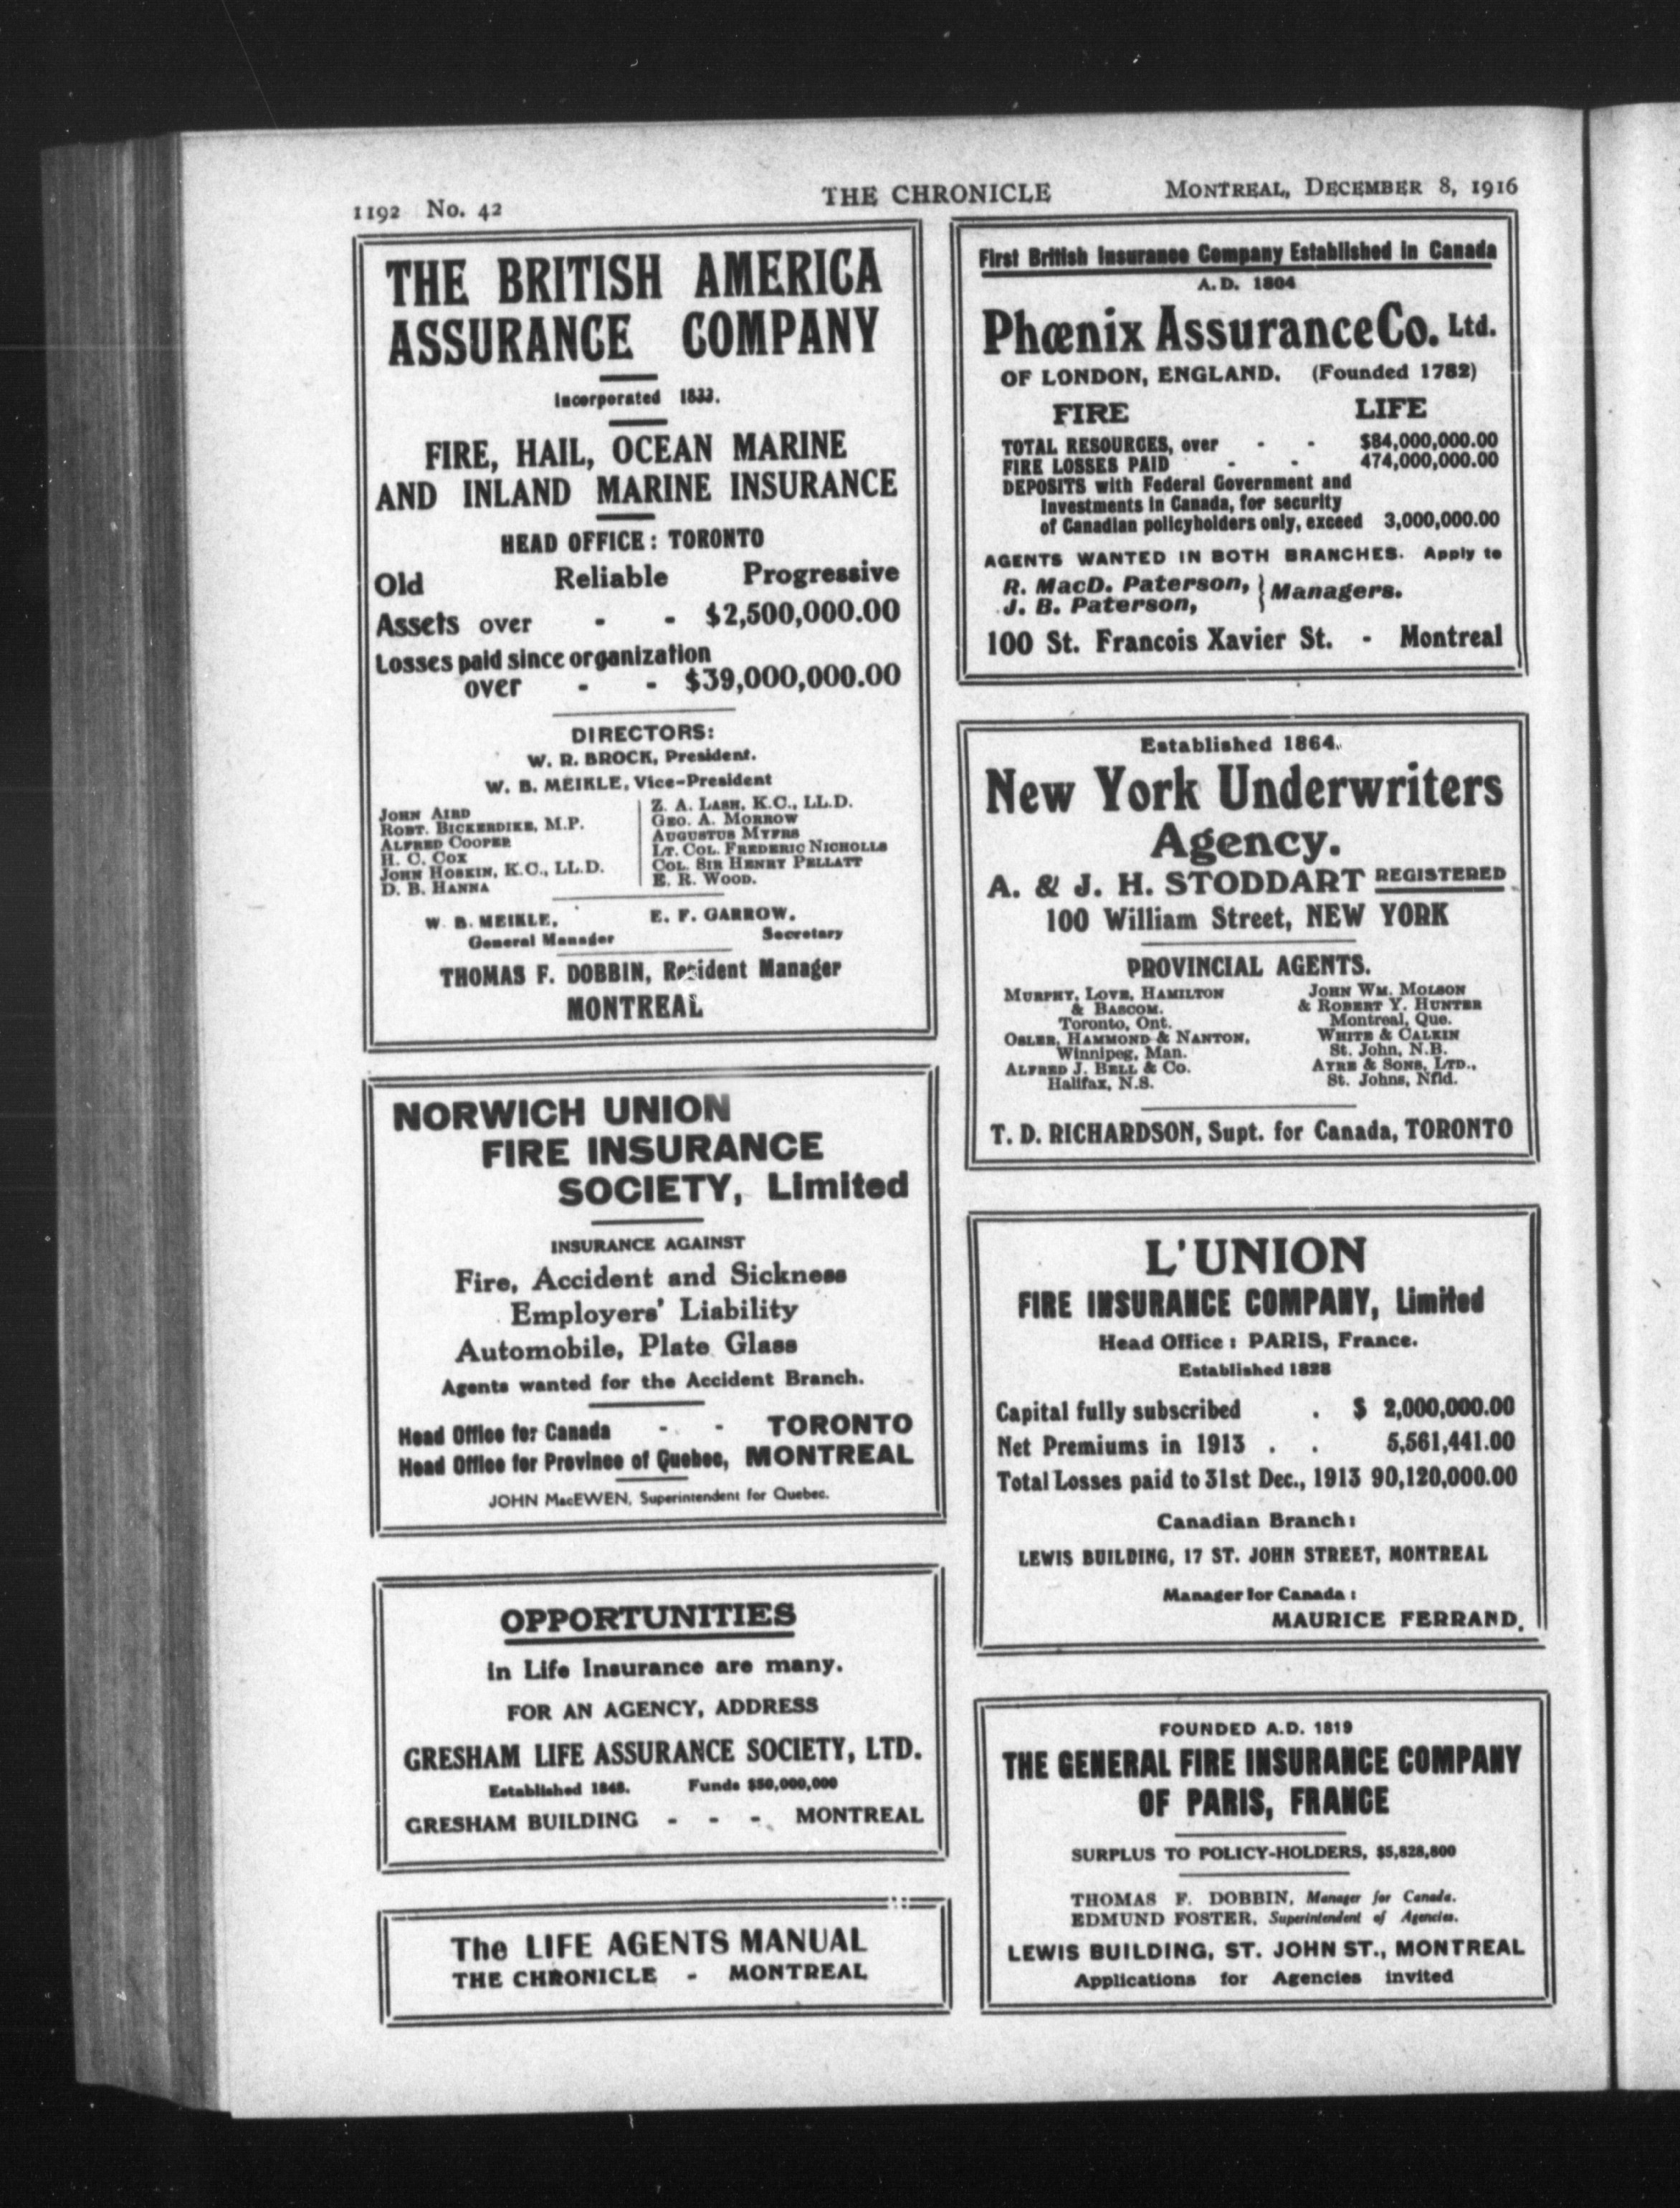 1192 No. 42
THE CHRONICLE
MONTREAL, DECEMBER 8, 1916
THE BRITISH AMERICA
ASSURANCE COMPANY
Incorporated 1833.
FIRE, HAIL, OCEAN MARINE
AND INLAND MARINE INSURANCE
HEAD OFFICE: TORONTO
Old Reliable Progressive
Assets over - - $2,500,000.00
Losses paid since organization
over - - $39,000,000.00
DIRECTORS:
W. R. BROCK, President.
W. B. MEIKLE, Vice-President
JOHN AIRD
ROBT. BICKERDIKE, M.P.
ALFRED COOPER
H. C. COX
JOHN HOSKIN, K.C., LL.D.
D. B. HANNA
Z. A. LASH, K.C., LL.D.
GEO. A. MORROW
AUGUSTUS MYERS
LT. COL. FREDERIC NICHOLLS
COL. SIR HENRY PELLATT
E. R. WOOD.
W. B. MEIKLE, E. F. GARROW,
General Manager Secretary
THOMAS F. DOBBIN, Resident Manager
MONTREAL
NORWICH UNION
FIRE INSURANCE
SOCIETY, Limited
INSURANCE AGAINST
Fire, Accident and Sickness
Employers' Liability
Automobile, Plate Glass
Agents wanted for the Accident Branch.
Head Office for Canada - - TORONTO
Head Office for Province of Quebec, MONTREAL
JOHN MacEWEN, Superintendent for Quebec.
OPPORTUNITIES
in Life Insurance are many.
FOR AN AGENCY, ADDRESS
GRESHAM LIFE ASSURANCE SOCIETY, LTD.
Established 1848. Funds $50,000,000
GRESHAM BUILDING - - - MONTREAL
The LIFE AGENTS MANUAL
THE CHRONICLE - MONTREAL
First British Insurance Company Established in Canada
A.D. 1804
Phœnix Assurance Co. Ltd.
OF LONDON, ENGLAND. (Founded 1782)
FIRE LIFE
TOTAL RESOURCES, over - - $84,000,000.00
FIRE LOSSES PAID - - 474,000,000.00
DEPOSITS with Federal Government and
Investments in Canada, for security
of Canadian policyholders only, exceed 3,000,000.00
AGENTS WANTED IN BOTH BRANCHES. Apply to
R. MacD. Paterson, } Managers.
J. B. Paterson,
100 St. Francois Xavier St. - Montreal
Established 1864.
New York Underwriters
Agency.
A. & J. H. STODDART REGISTERED
100 William Street, NEW YORK
PROVINCIAL AGENTS.
MURPHY, LOVE, HAMILTON
& BASCOM.
Toronto, Ont.
OSLER, HAMMOND & NANTON,
Winnipeg, Man.
ALFRED J. BELL & CO.
Halifax, N.S.
JOHN WM. MOLSON
& ROBERT Y. HUNTER
Montreal, Que.
WHITE & CALKIN
St. John, N.B.
AYRE & SONS, LTD.,
St. Johns, Nfld.
T. D. RICHARDSON, Supt. for Canada, TORONTO
L'UNION
FIRE INSURANCE COMPANY, Limited
Head Office: PARIS, France.
Established 1828
Capital fully subscribed . $ 2,000,000.00
Net Premiums in 1913 . . 5,561,441.00
Total Losses paid to 31st Dec., 1913 90,120,000.00
Canadian Branch:
LEWIS BUILDING, 17 ST. JOHN STREET, MONTREAL
Manager for Canada:
MAURICE FERRAND.
FOUNDED A.D. 1819
THE GENERAL FIRE INSURANCE COMPANY
OF PARIS, FRANCE
SURPLUS TO POLICY-HOLDERS, $5,828,800
THOMAS F. DOBBIN, Manager for Canada.
EDMUND FOSTER, Superintendent of Agencies.
LEWIS BUILDING, ST. JOHN ST., MONTREAL
Applications for Agencies invited